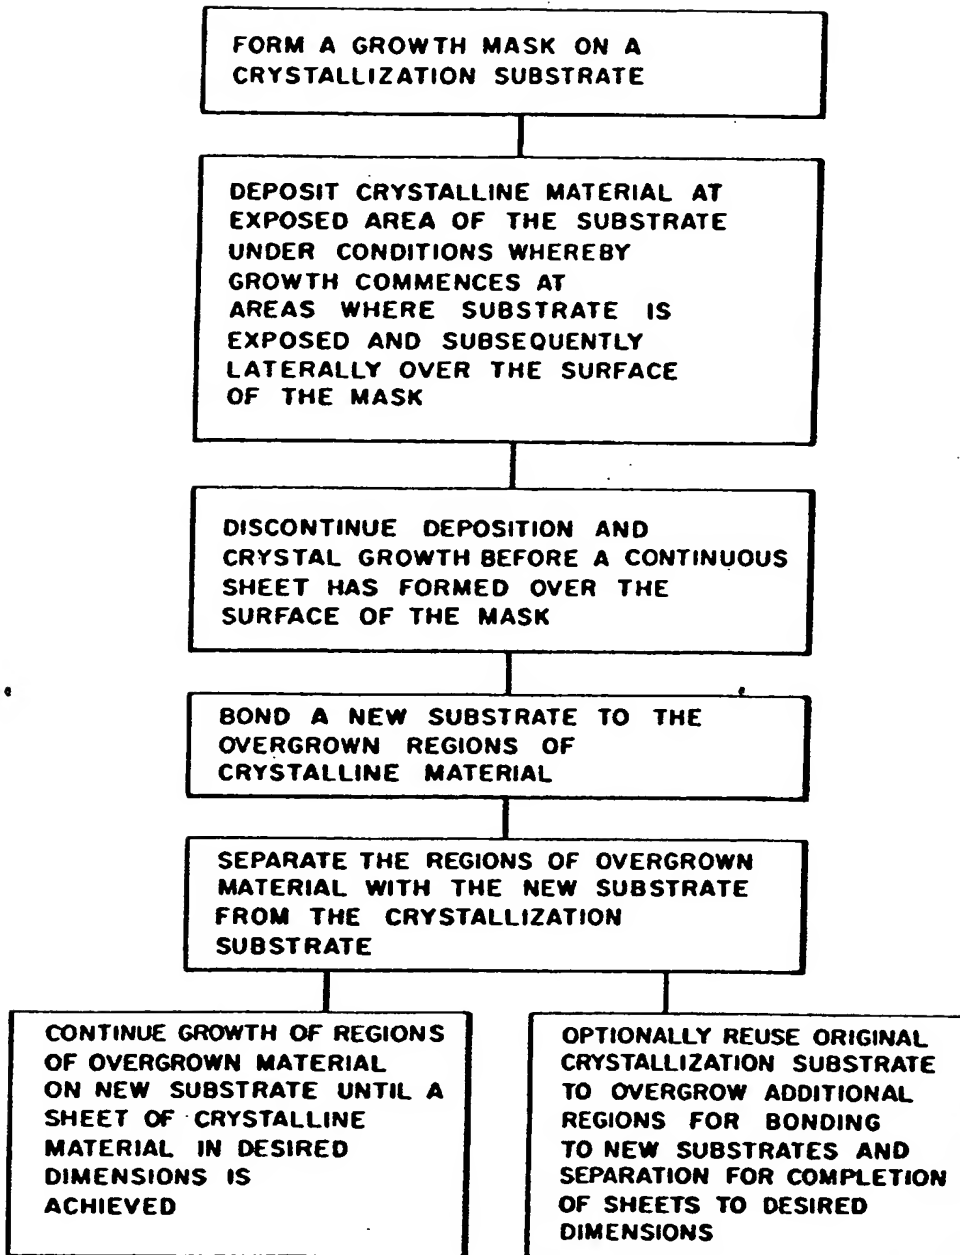 FORM A GROWTH MASK ON A
CRYSTALLIZATION SUBSTRATE
DEPOSIT CRYSTALLINE MATERIAL AT
EXPOSED AREA OF THE SUBSTRATE
UNDER CONDITIONS WHEREBY
GROWTH COMMENCES AT
AREAS WHERE SUBSTRATE IS
EXPOSED AND SUBSEQUENTLY
LATERALLY OVER THE SURFACE
OF THE MASK
DISCONTINUE DEPOSITION AND
CRYSTAL GROWTH BEFORE A CONTINUOUS
SHEET HAS FORMED OVER THE
SURFACE OF THE MASK
BOND A NEW SUBSTRATE TO THE
OVERGROWN REGIONS OF
CRYSTALLINE MATERIAL
SEPARATE THE REGIONS OF OVERGROWN
MATERIAL WITH THE NEW SUBSTRATE
FROM THE CRYSTALLIZATION
SUBSTRATE
CONTINUE GROWTH OF REGIONS
OF OVERGROWN MATERIAL
ON NEW SUBSTRATE UNTIL A
SHEET OF CRYSTALLINE
MATERIAL IN DESIRED
DIMENSIONS IS
ACHIEVED
OPTIONALLY REUSE ORIGINAL
CRYSTALLIZATION SUBSTRATE
TO OVERGROW ADDITIONAL
REGIONS FOR BONDING
TO NEW SUBSTRATES AND
SEPARATION FOR COMPLETION
OF SHEETS TO DESIRED
DIMENSIONS